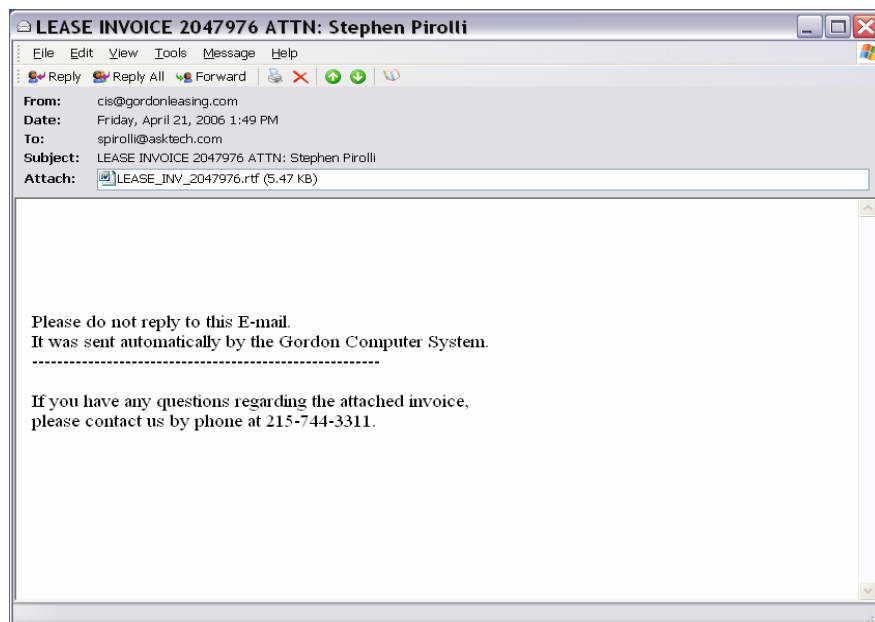 LEASE INVOICE 2047976 ATTN: Stephen Pirolli
File Edit View Tools Message Help
Reply Reply All Forward
From: cis@gordonleasing.com
Date: Friday, April 21, 2006 1:49 PM
To: spirolli@asktech.com
Subject: LEASE INVOICE 2047976 ATTN: Stephen Pirolli
Attach: LEASE_INV_2047976.rtf (5.47 KB)
Please do not reply to this E-mail.
It was sent automatically by the Gordon Computer System.
--------------------------------------------------------
If you have any questions regarding the attached invoice,
please contact us by phone at 215-744-3311.